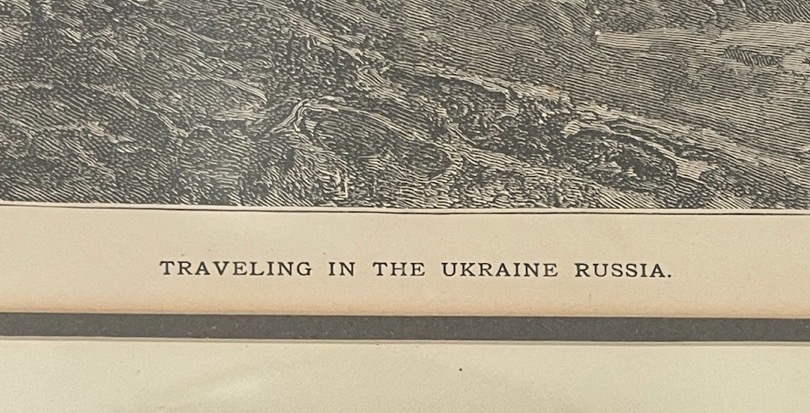 TRAVELING IN THE UKRAINE RUSSIA.